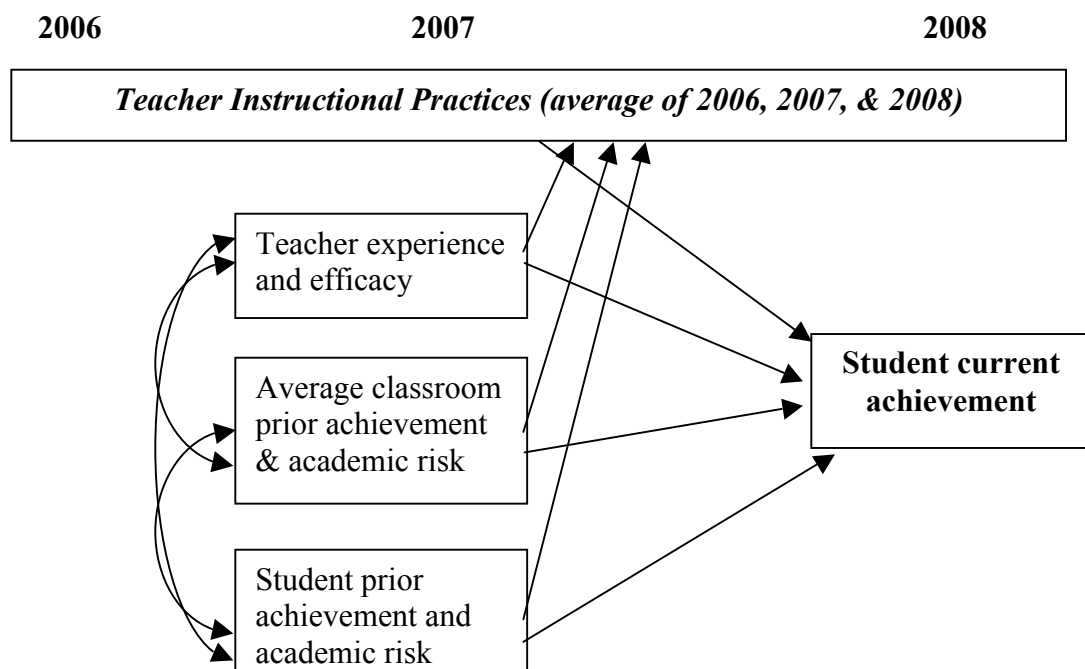 2006 2007 2008
Teacher Instructional Practices (average of 2006, 2007, & 2008)
Teacher experience
and efficacy
Average classroom
prior achievement
& academic risk
Student prior
achievement and
academic risk
Student current
achievement